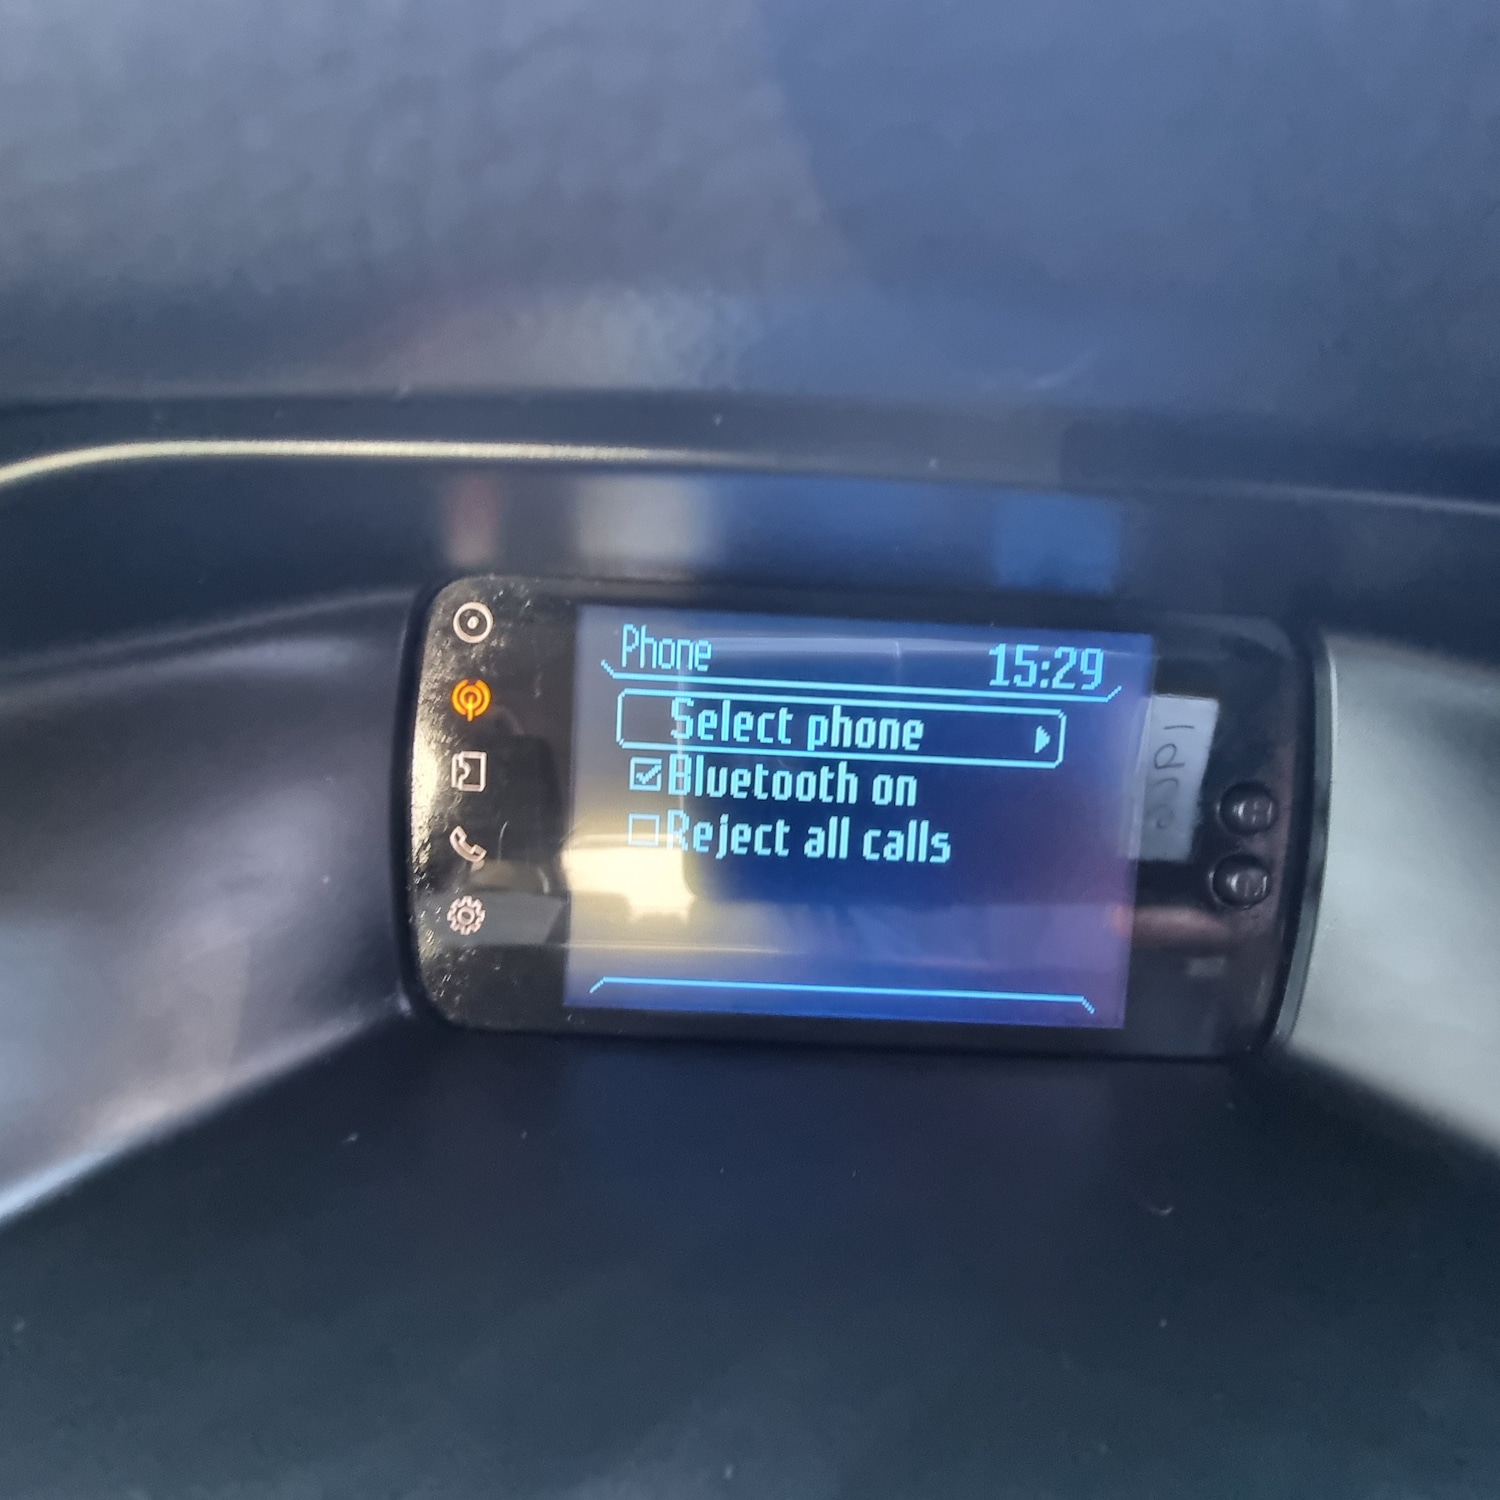 Phone
15:29
Select phone
Bluetooth on
Reject all calls